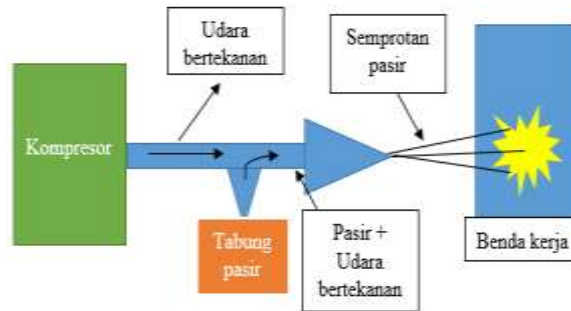 Udara
bertekanan
Semprotan
pasir
Kompresor
Tabung
pasir
Pasir +
Udara
bertekanan
Benda kerja